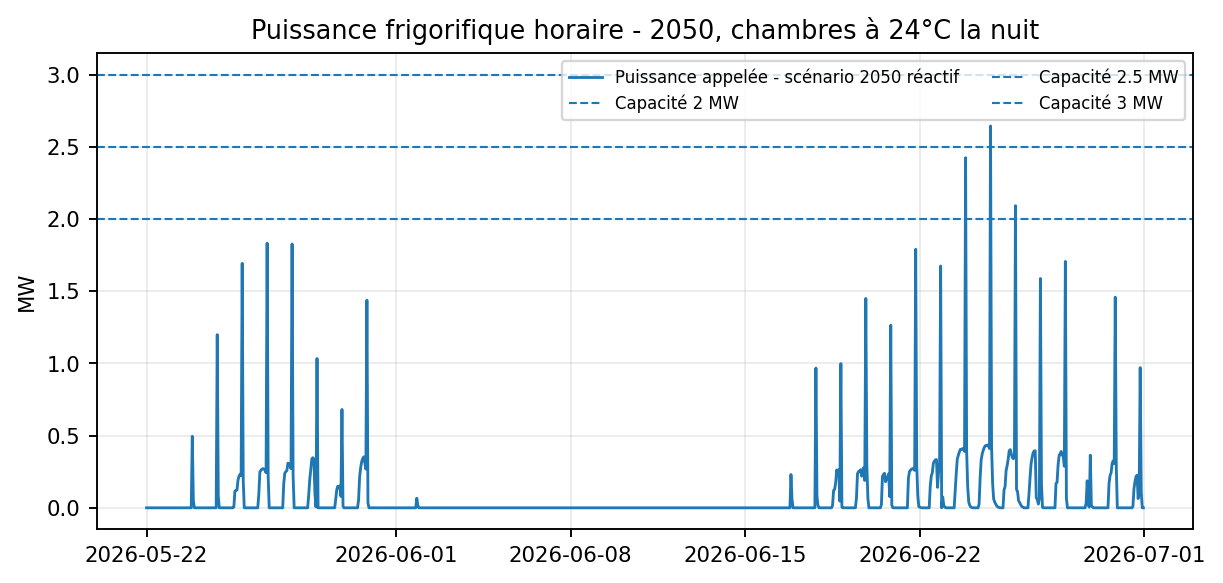 Puissance frigorifique horaire - 2050, chambres à 24°C la nuit
Puissance appelée - scénario 2050 réactif
Capacité 2 MW
Capacité 2.5 MW
Capacité 3 MW
MW
3.0
2.5
2.0
1.5
1.0
0.5
0.0
2026-05-22 2026-06-01 2026-06-08 2026-06-15 2026-06-22 2026-07-01